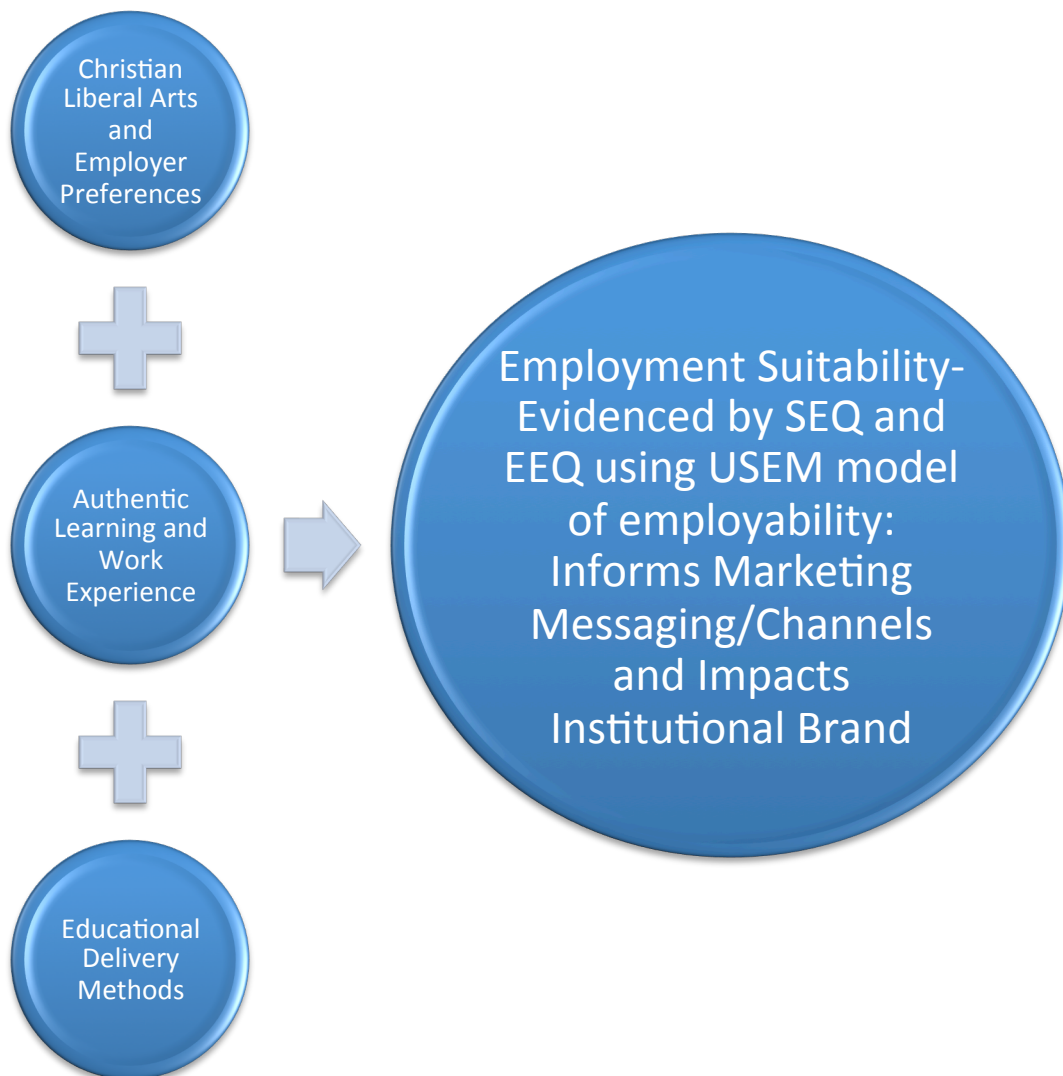 Christian
Liberal Arts
and
Employer
Preferences
Authentic
Learning and
Work
Experience
Educational
Delivery
Methods
Employment Suitability-
Evidenced by SEQ and
EEQ using USEM model
of employability:
Informs Marketing
Messaging/Channels
and Impacts
Institutional Brand